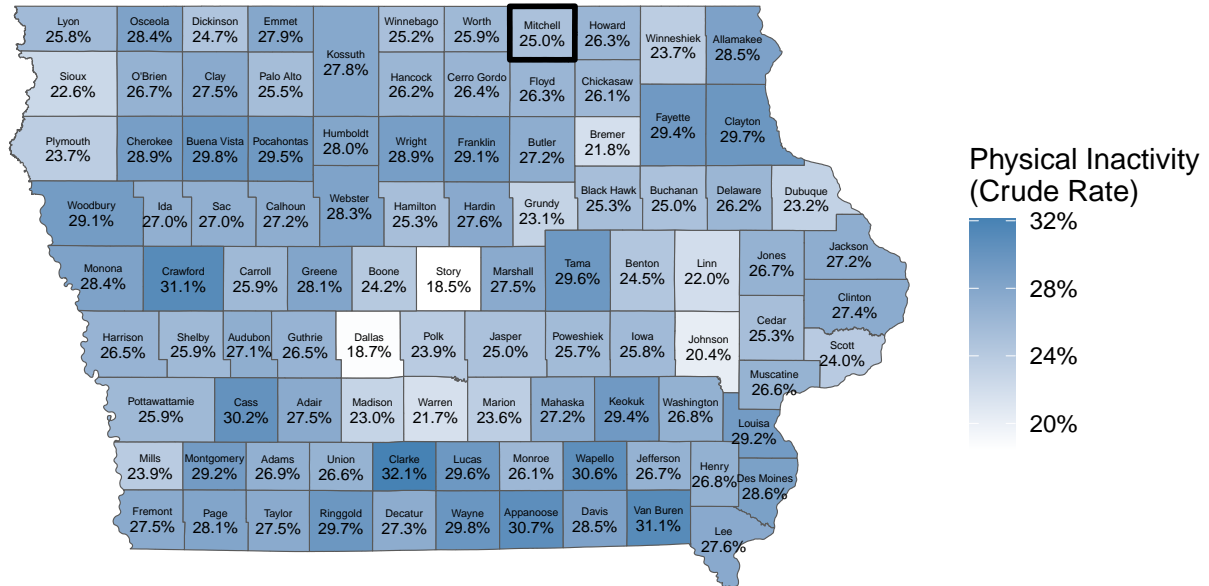 Lyon
25.8%
Osceola
28.4%
Dickinson
24.7%
Emmet
27.9%
Kossuth
27.8%
Winnebago
25.2%
Worth
25.9%
Mitchell
25.0%
Howard
26.3%
Winneshiek
23.7%
Allamakee
28.5%
Sioux
22.6%
O'Brien
26.7%
Clay
27.5%
Palo Alto
25.5%
Hancock
26.2%
Cerro Gordo
26.4%
Floyd
26.3%
Chickasaw
26.1%
Fayette
29.4%
Clayton
29.7%
Plymouth
23.7%
Cherokee
28.9%
Buena Vista
29.8%
Pocahontas
29.5%
Humboldt
28.0%
Wright
28.9%
Franklin
29.1%
Butler
27.2%
Bremer
21.8%
Woodbury
29.1%
Ida
27.0%
Sac
27.0%
Calhoun
27.2%
Webster
28.3%
Hamilton
25.3%
Hardin
27.6%
Grundy
23.1%
Black Hawk
25.3%
Buchanan
25.0%
Delaware
26.2%
Dubuque
23.2%
Monona
28.4%
Crawford
31.1%
Carroll
25.9%
Greene
28.1%
Boone
24.2%
Story
18.5%
Marshall
27.5%
Tama
29.6%
Benton
24.5%
Linn
22.0%
Jones
26.7%
Jackson
27.2%
Clinton
27.4%
Harrison
26.5%
Shelby
25.9%
Audubon
27.1%
Guthrie
26.5%
Dallas
18.7%
Polk
23.9%
Jasper
25.0%
Poweshiek
25.7%
Iowa
25.8%
Johnson
20.4%
Cedar
25.3%
Scott
24.0%
Muscatine
26.6%
Pottawattamie
25.9%
Cass
30.2%
Adair
27.5%
Madison
23.0%
Warren
21.7%
Marion
23.6%
Mahaska
27.2%
Keokuk
29.4%
Washington
26.8%
Louisa
29.2%
Mills
23.9%
Montgomery
29.2%
Adams
26.9%
Union
26.6%
Clarke
32.1%
Lucas
29.6%
Monroe
26.1%
Wapello
30.6%
Jefferson
26.7%
Henry
26.8%
Des Moines
28.6%
Fremont
27.5%
Page
28.1%
Taylor
27.5%
Ringgold
29.7%
Decatur
27.3%
Wayne
29.8%
Appanoose
30.7%
Davis
28.5%
Van Buren
31.1%
Lee
27.6%
Physical Inactivity
(Crude Rate)
32%
28%
24%
20%